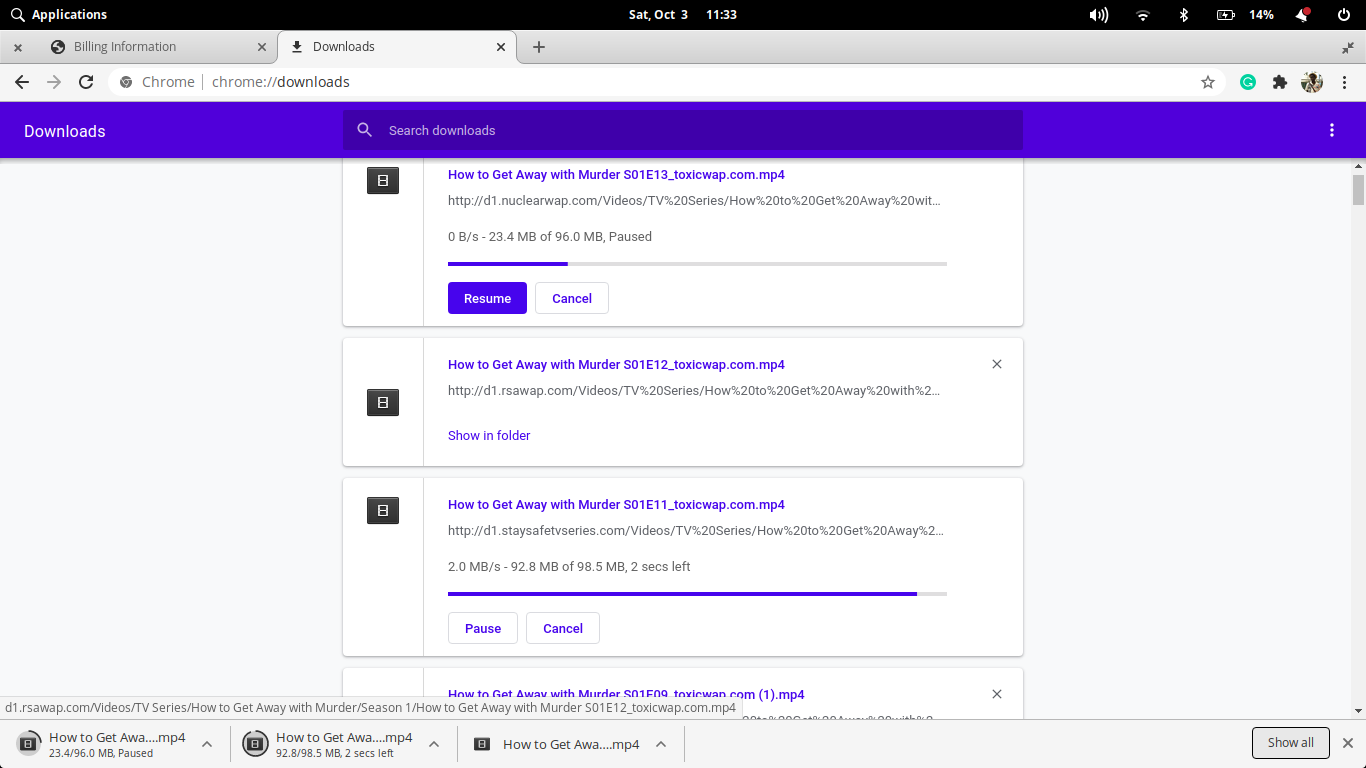 Applications
Sat, Oct 3 11:33
14%
Billing Information
Downloads
Chrome
chrome://downloads
Downloads
Search downloads
How to Get Away with Murder S01E13_toxicwap.com.mp4
http://d1.nuclearwap.com/Videos/TV%20Series/How%20to%20Get%20Away%20wit…
0 B/s - 23.4 MB of 96.0 MB, Paused
Resume
Cancel
How to Get Away with Murder S01E12_toxicwap.com.mp4
http://d1.rsawap.com/Videos/TV%20Series/How%20to%20Get%20Away%20with%2…
Show in folder
How to Get Away with Murder S01E11_toxicwap.com.mp4
http://d1.staysafetvseries.com/Videos/TV%20Series/How%20to%20Get%20Away%2…
2.0 MB/s - 92.8 MB of 98.5 MB, 2 secs left
Pause
Cancel
How to Get Away with Murder S01E09_toxicwap.com (1).mp4
d1.rsawap.com/Videos/TV Series/How to Get Away with Murder/Season 1/How to Get Away with Murder S01E12_toxicwap.com.mp4
How to Get Awa....mp4
23.4/96.0 MB, Paused
How to Get Awa....mp4
92.8/98.5 MB, 2 secs left
How to Get Awa....mp4
Show all